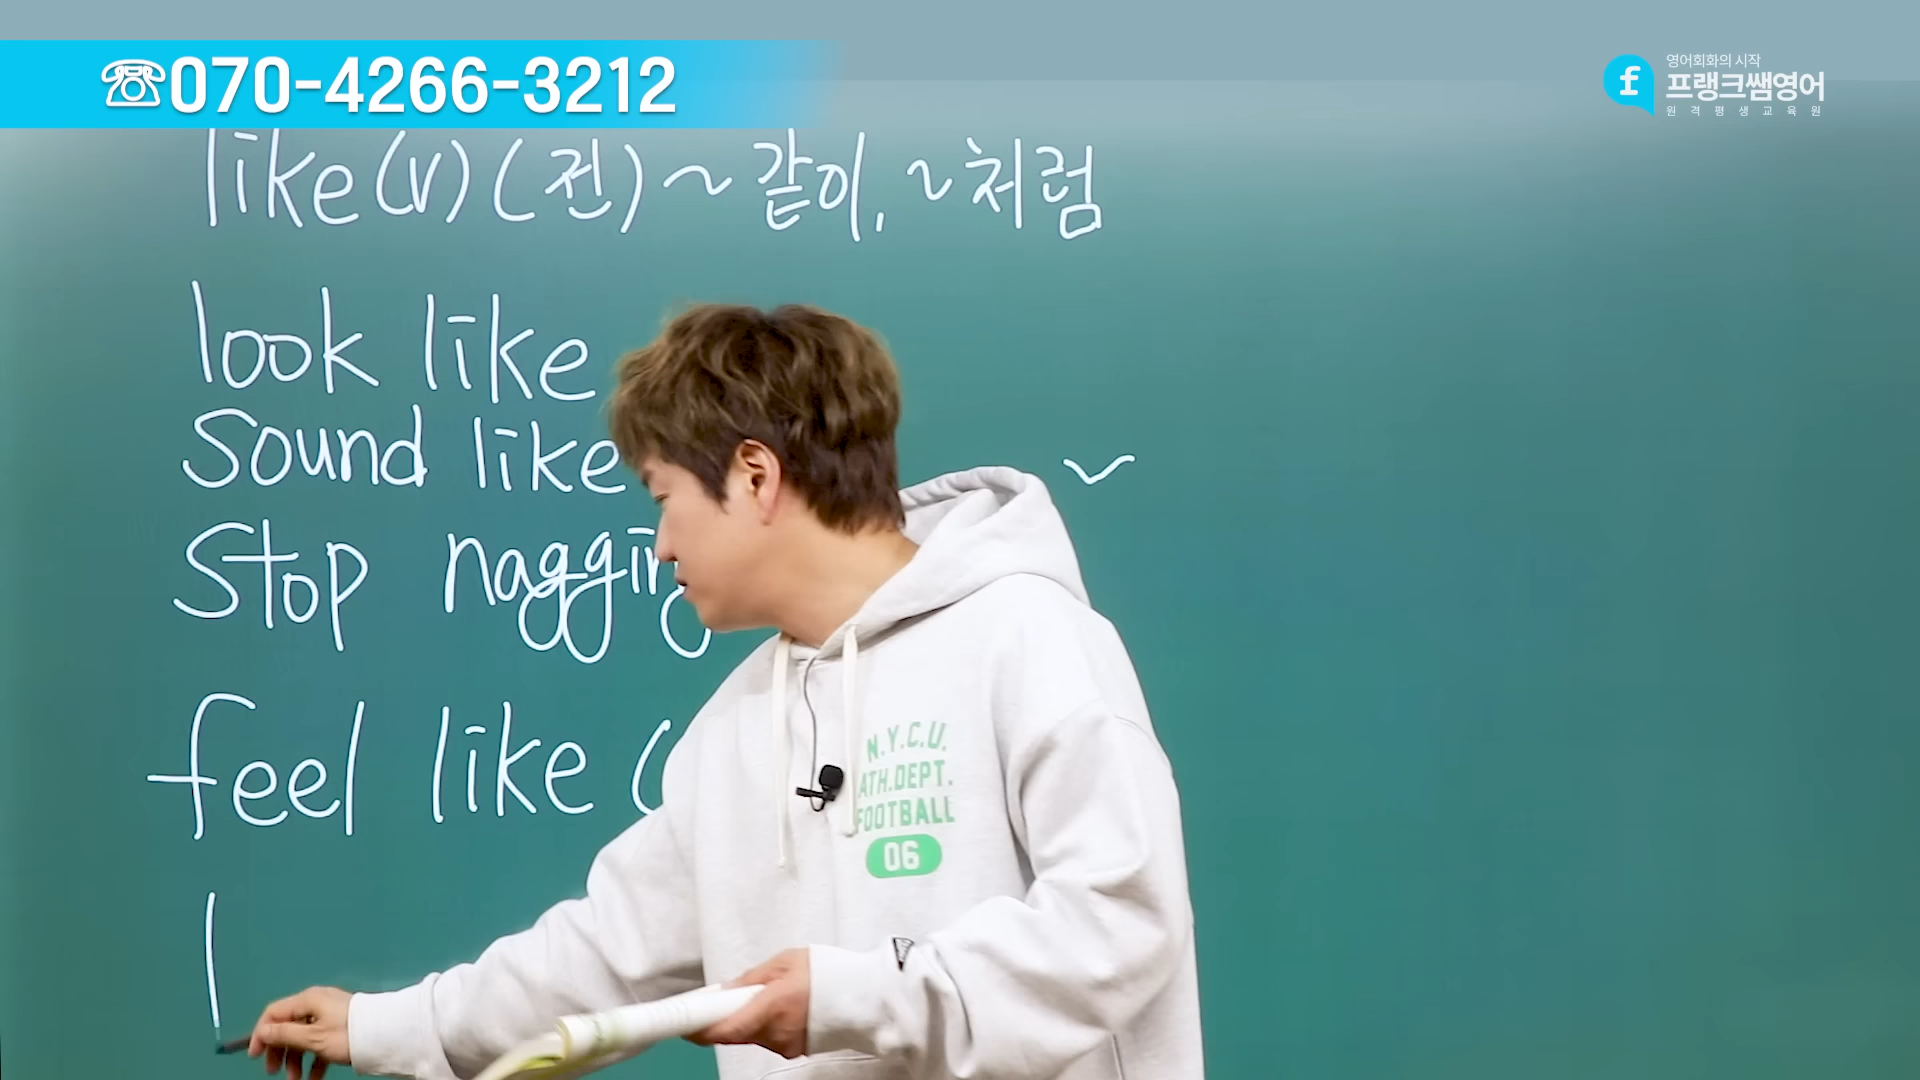 ☏070-4266-3212
영어회화의 시작
프랭크쌤영어
원격평생교육원
like (v) (전) ~같이, ~처럼
look like
Sound like
Stop nagging
feel like (
N.Y.C.U.
ATH.DEPT.
FOOTBALL
06